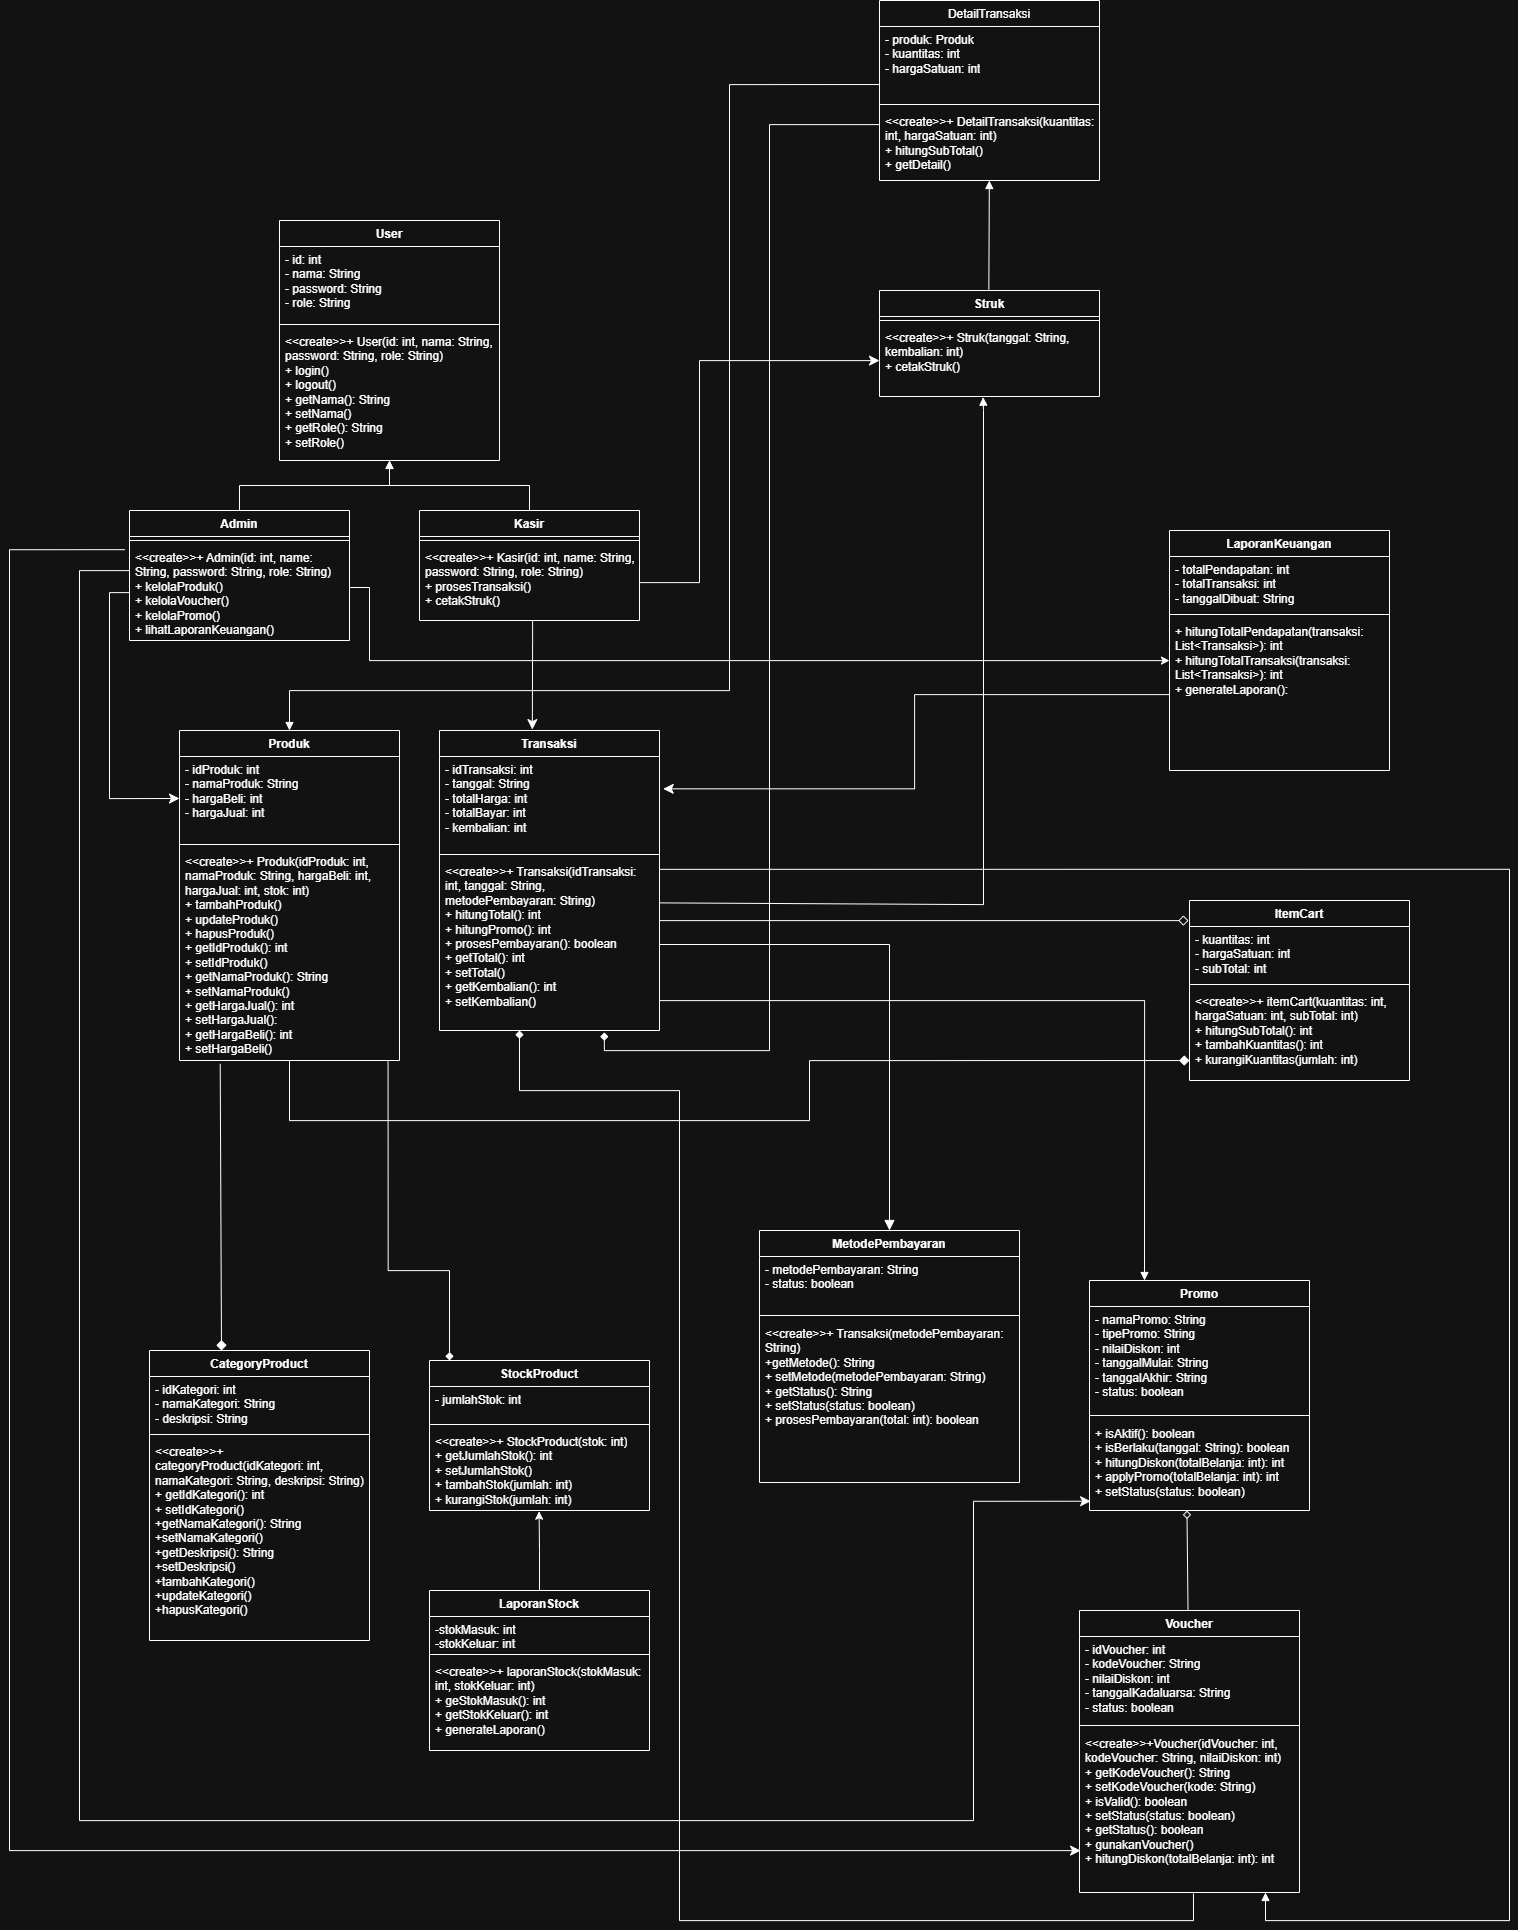 DetailTransaksi
- produk: Produk
- kuantitas: int
- hargaSatuan: int
<<create>>+ DetailTransaksi(kuantitas:
int, hargaSatuan: int)
+ hitungSubTotal()
+ getDetail()
User
- id: int
- nama: String
- password: String
- role: String
<<create>>+ User(id: int, nama: String,
password: String, role: String)
+ login()
+ logout()
+ getNama(): String
+ setNama()
+ getRole(): String
+ setRole()
Struk
<<create>>+ Struk(tanggal: String,
kembalian: int)
+ cetakStruk()
Admin
<<create>>+ Admin(id: int, name:
String, password: String, role: String)
+ kelolaProduk()
+ kelolaVoucher()
+ kelolaPromo()
+ lihatLaporanKeuangan()
Kasir
<<create>>+ Kasir(id: int, name: String,
password: String, role: String)
+ prosesTransaksi()
+ cetakStruk()
LaporanKeuangan
- totalPendapatan: int
- totalTransaksi: int
- tanggalDibuat: String
+ hitungTotalPendapatan(transaksi:
List<Transaksi>): int
+ hitungTotalTransaksi(transaksi:
List<Transaksi>): int
+ generateLaporan():
Produk
- idProduk: int
- namaProduk: String
- hargaBeli: int
- hargaJual: int
<<create>>+ Produk(idProduk: int,
namaProduk: String, hargaBeli: int,
hargaJual: int, stok: int)
+ tambahProduk()
+ updateProduk()
+ hapusProduk()
+ getIdProduk(): int
+ setIdProduk()
+ getNamaProduk(): String
+ setNamaProduk()
+ getHargaJual(): int
+ setHargaJual():
+ getHargaBeli(): int
+ setHargaBeli()
Transaksi
- idTransaksi: int
- tanggal: String
- totalHarga: int
- totalBayar: int
- kembalian: int
<<create>>+ Transaksi(idTransaksi:
int, tanggal: String,
metodePembayaran: String)
+ hitungTotal(): int
+ hitungPromo(): int
+ prosesPembayaran(): boolean
+ getTotal(): int
+ setTotal()
+ getKembalian(): int
+ setKembalian()
ItemCart
- kuantitas: int
- hargaSatuan: int
- subTotal: int
<<create>>+ itemCart(kuantitas: int,
hargaSatuan: int, subTotal: int)
+ hitungSubTotal(): int
+ tambahKuantitas(): int
+ kurangiKuantitas(jumlah: int)
MetodePembayaran
- metodePembayaran: String
- status: boolean
<<create>>+ Transaksi(metodePembayaran:
String)
+getMetode(): String
+ setMetode(metodePembayaran: String)
+ getStatus(): String
+ setStatus(status: boolean)
+ prosesPembayaran(total: int): boolean
Promo
- namaPromo: String
- tipePromo: String
- nilaiDiskon: int
- tanggalMulai: String
- tanggalAkhir: String
- status: boolean
+ isAktif(): boolean
+ isBerlaku(tanggal: String): boolean
+ hitungDiskon(totalBelanja: int): int
+ applyPromo(totalBelanja: int): int
+ setStatus(status: boolean)
CategoryProduct
- idKategori: int
- namaKategori: String
- deskripsi: String
<<create>>+
categoryProduct(idKategori: int,
namaKategori: String, deskripsi: String)
+ getIdKategori(): int
+ setIdKategori()
+getNamaKategori(): String
+setNamaKategori()
+getDeskripsi(): String
+setDeskripsi()
+tambahKategori()
+updateKategori()
+hapusKategori()
StockProduct
- jumlahStok: int
<<create>>+ StockProduct(stok: int)
+ getJumlahStok(): int
+ setJumlahStok()
+ tambahStok(jumlah: int)
+ kurangiStok(jumlah: int)
LaporanStock
-stokMasuk: int
-stokKeluar: int
<<create>>+ laporanStock(stokMasuk:
int, stokKeluar: int)
+ geStokMasuk(): int
+ getStokKeluar(): int
+ generateLaporan()
Voucher
- idVoucher: int
- kodeVoucher: String
- nilaiDiskon: int
- tanggalKadaluarsa: String
- status: boolean
<<create>>+Voucher(idVoucher: int,
kodeVoucher: String, nilaiDiskon: int)
+ getKodeVoucher(): String
+ setKodeVoucher(kode: String)
+ isValid(): boolean
+ setStatus(status: boolean)
+ getStatus(): boolean
+ gunakanVoucher()
+ hitungDiskon(totalBelanja: int): int